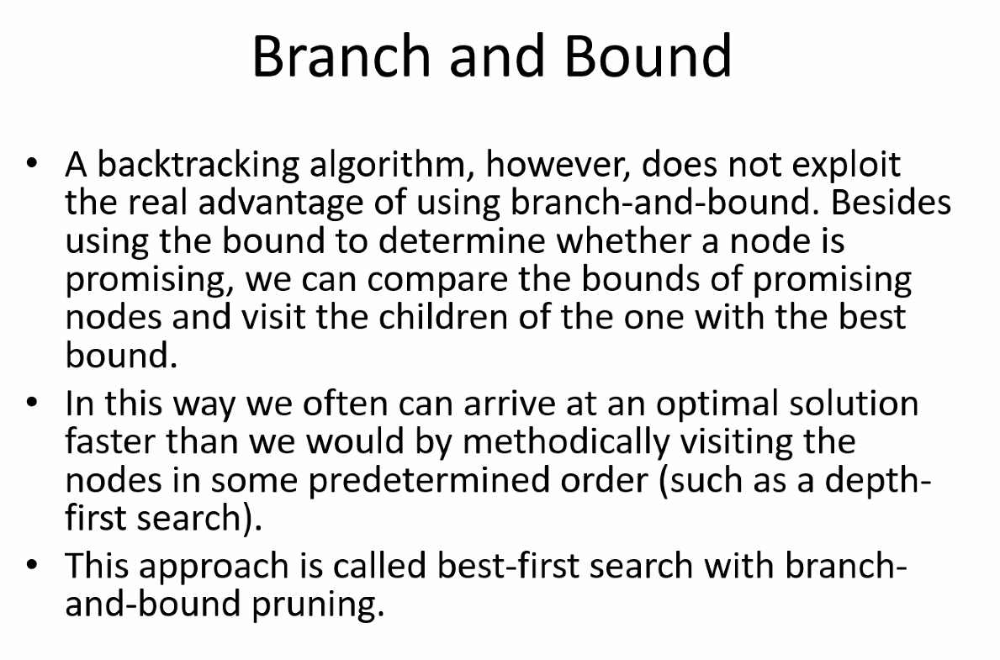 Branch and Bound
• A backtracking algorithm, however, does not exploit
the real advantage of using branch-and-bound. Besides
using the bound to determine whether a node is
promising, we can compare the bounds of promising
nodes and visit the children of the one with the best
bound.
• In this way we often can arrive at an optimal solution
faster than we would by methodically visiting the
nodes in some predetermined order (such as a depth-
first search).
• This approach is called best-first search with branch-
and-bound pruning.